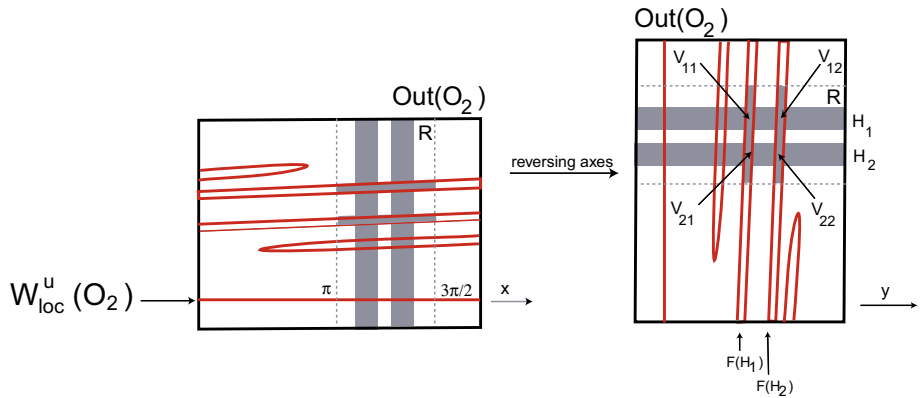 Out(O₂)
R
W^u_loc(O₂)
π
3π/2
x
reversing axes
Out(O₂)
V₁₁
V₁₂
R
H₁
H₂
V₂₁
V₂₂
y
F(H₁)
F(H₂)